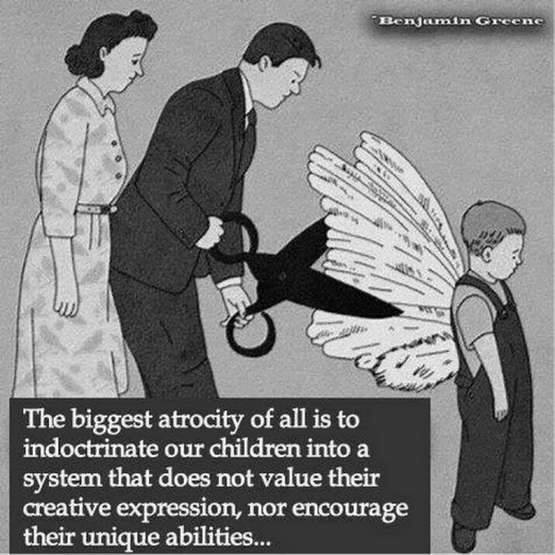 ~Benjamin Greene
The biggest atrocity of all is to
indoctrinate our children into a
system that does not value their
creative expression, nor encourage
their unique abilities...